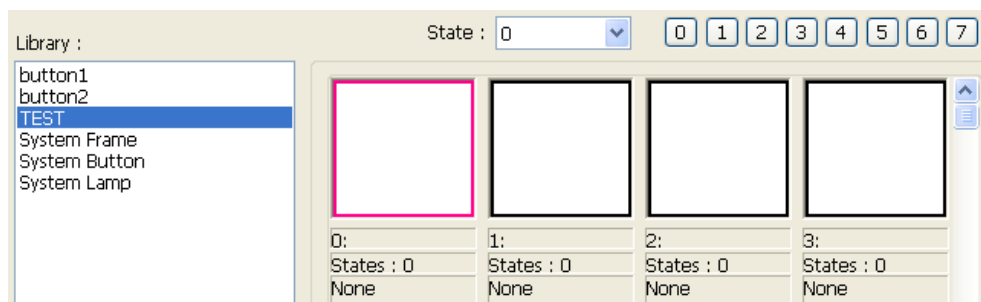 Library :
State : 0
0 1 2 3 4 5 6 7
button1
button2
TEST
System Frame
System Button
System Lamp
0: 1: 2: 3:
States : 0 States : 0 States : 0 States : 0
None None None None